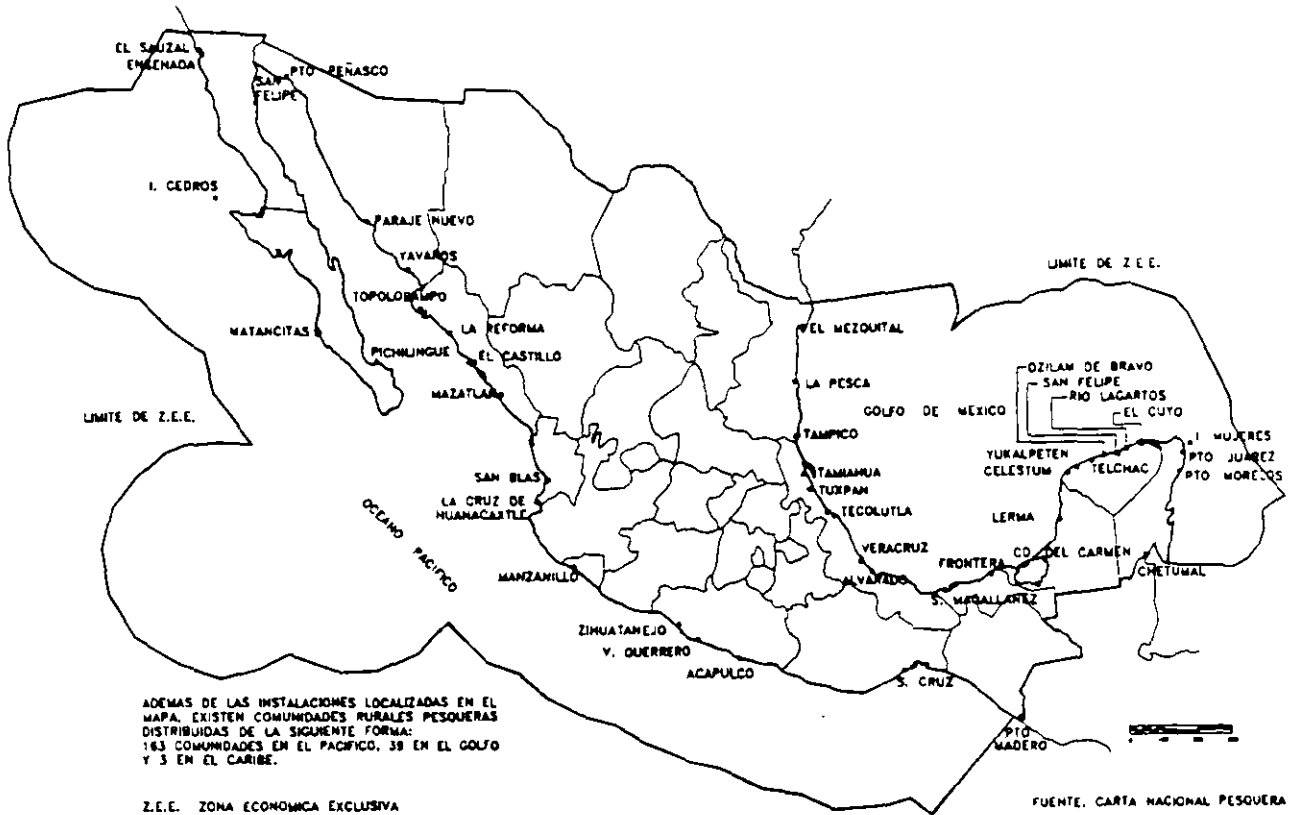 EL SAUZAL
ENSENADA
SAN
FELIPE
PTO PEÑASCO
I. CEDROS
PARAJE NUEVO
YAVAROS
TOPOLOBAMPO
MATANCITAS
LA REFORMA
PICHILINGUE
EL CASTILLO
MAZATLAN
LIMITE DE Z.E.E.
SAN BLAS
LA CRUZ DE
HUANACAXTLE
OCEANO PACIFICO
MANZANILLO
ZIHUATANEJO
V. GUERRERO
ACAPULCO
S. CRUZ
PTO
MADERO
LIMITE DE Z.E.E.
EL MEZQUITAL
LA PESCA
GOLFO DE MEXICO
TAMPICO
TAMIAHUA
TUXPAN
TECOLUTLA
VERACRUZ
ALVARADO
S. MAGALLANEZ
FRONTERA
CD. DEL CARMEN
LERMA
OZILAM DE BRAVO
SAN FELIPE
RIO LAGARTOS
EL CUYO
YUKALPETEN
CELESTUM
TELCHAC
I MUJERES
PTO JUAREZ
PTO MORELOS
CHETUMAL
ADEMAS DE LAS INSTALACIONES LOCALIZADAS EN EL
MAPA, EXISTEN COMUNIDADES RURALES PESQUERAS
DISTRIBUIDAS DE LA SIGUIENTE FORMA:
163 COMUNIDADES EN EL PACIFICO, 39 EN EL GOLFO
Y 3 EN EL CARIBE.
Z.E.E. ZONA ECONOMICA EXCLUSIVA
FUENTE. CARTA NACIONAL PESQUERA